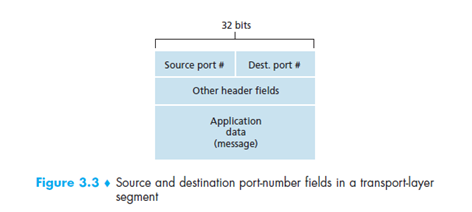 32 bits
Source port # Dest. port #
Other header fields
Application
data
(message)
Figure 3.3 ♦ Source and destination port-number fields in a transport-layer
segment